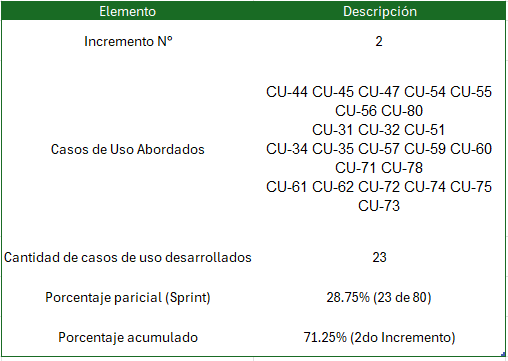 Elemento Descripción
Incremento N° 2
CU-44 CU-45 CU-47 CU-54 CU-55
CU-56 CU-80
CU-31 CU-32 CU-51
Casos de Uso Abordados CU-34 CU-35 CU-57 CU-59 CU-60
CU-71 CU-78
CU-61 CU-62 CU-72 CU-74 CU-75
CU-73
Cantidad de casos de uso desarrollados 23
Porcentaje paricial (Sprint) 28.75% (23 de 80)
Porcentaje acumulado 71.25% (2do Incremento)